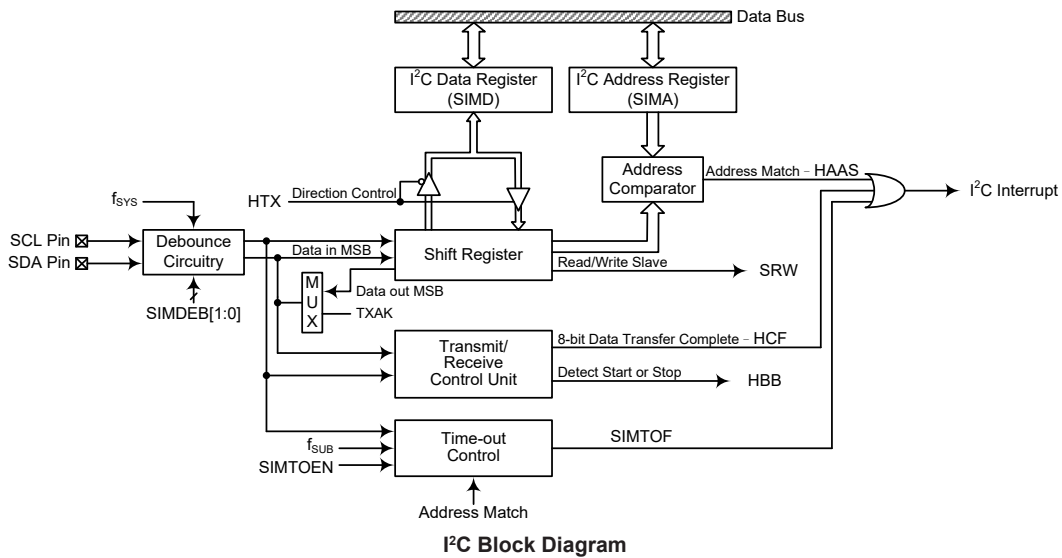 Data Bus
I²C Data Register
(SIMD)
I²C Address Register
(SIMA)
HTX
Direction Control
Address
Comparator
Address Match - HAAS
I²C Interrupt
fSYS
SCL Pin
SDA Pin
Debounce
Circuitry
SIMDEB[1:0]
Data in MSB
Shift Register
Read/Write Slave
SRW
M
U
X
Data out MSB
TXAK
Transmit/
Receive
Control Unit
8-bit Data Transfer Complete - HCF
Detect Start or Stop
HBB
fSUB
SIMTOEN
Time-out
Control
SIMTOF
Address Match
I²C Block Diagram